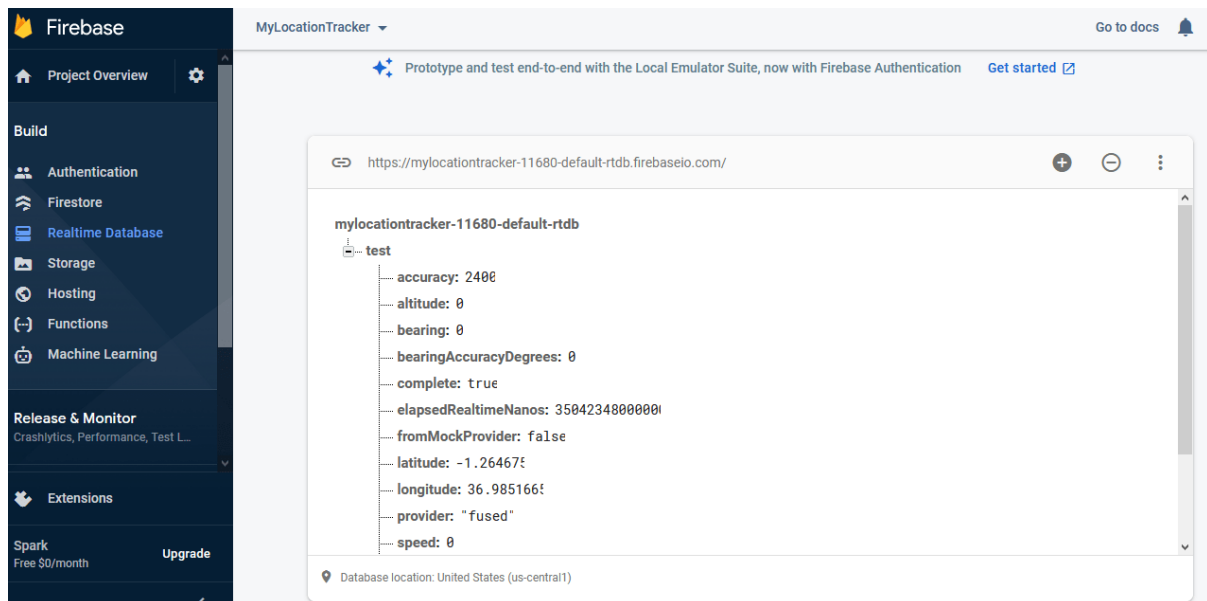 Firebase
MyLocationTracker
Go to docs
Project Overview
Prototype and test end-to-end with the Local Emulator Suite, now with Firebase Authentication Get started
Build
Authentication
Firestore
Realtime Database
Storage
Hosting
Functions
Machine Learning
Release & Monitor
Crashlytics, Performance, Test L...
Extensions
Spark
Free $0/month
Upgrade
https://mylocationtracker-11680-default-rtdb.firebaseio.com/
mylocationtracker-11680-default-rtdb
test
accuracy: 2400
altitude: 0
bearing: 0
bearingAccuracyDegrees: 0
complete: true
elapsedRealtimeNanos: 3504234800000
fromMockProvider: false
latitude: -1.264675
longitude: 36.9851665
provider: "fused"
speed: 0
Database location: United States (us-central1)